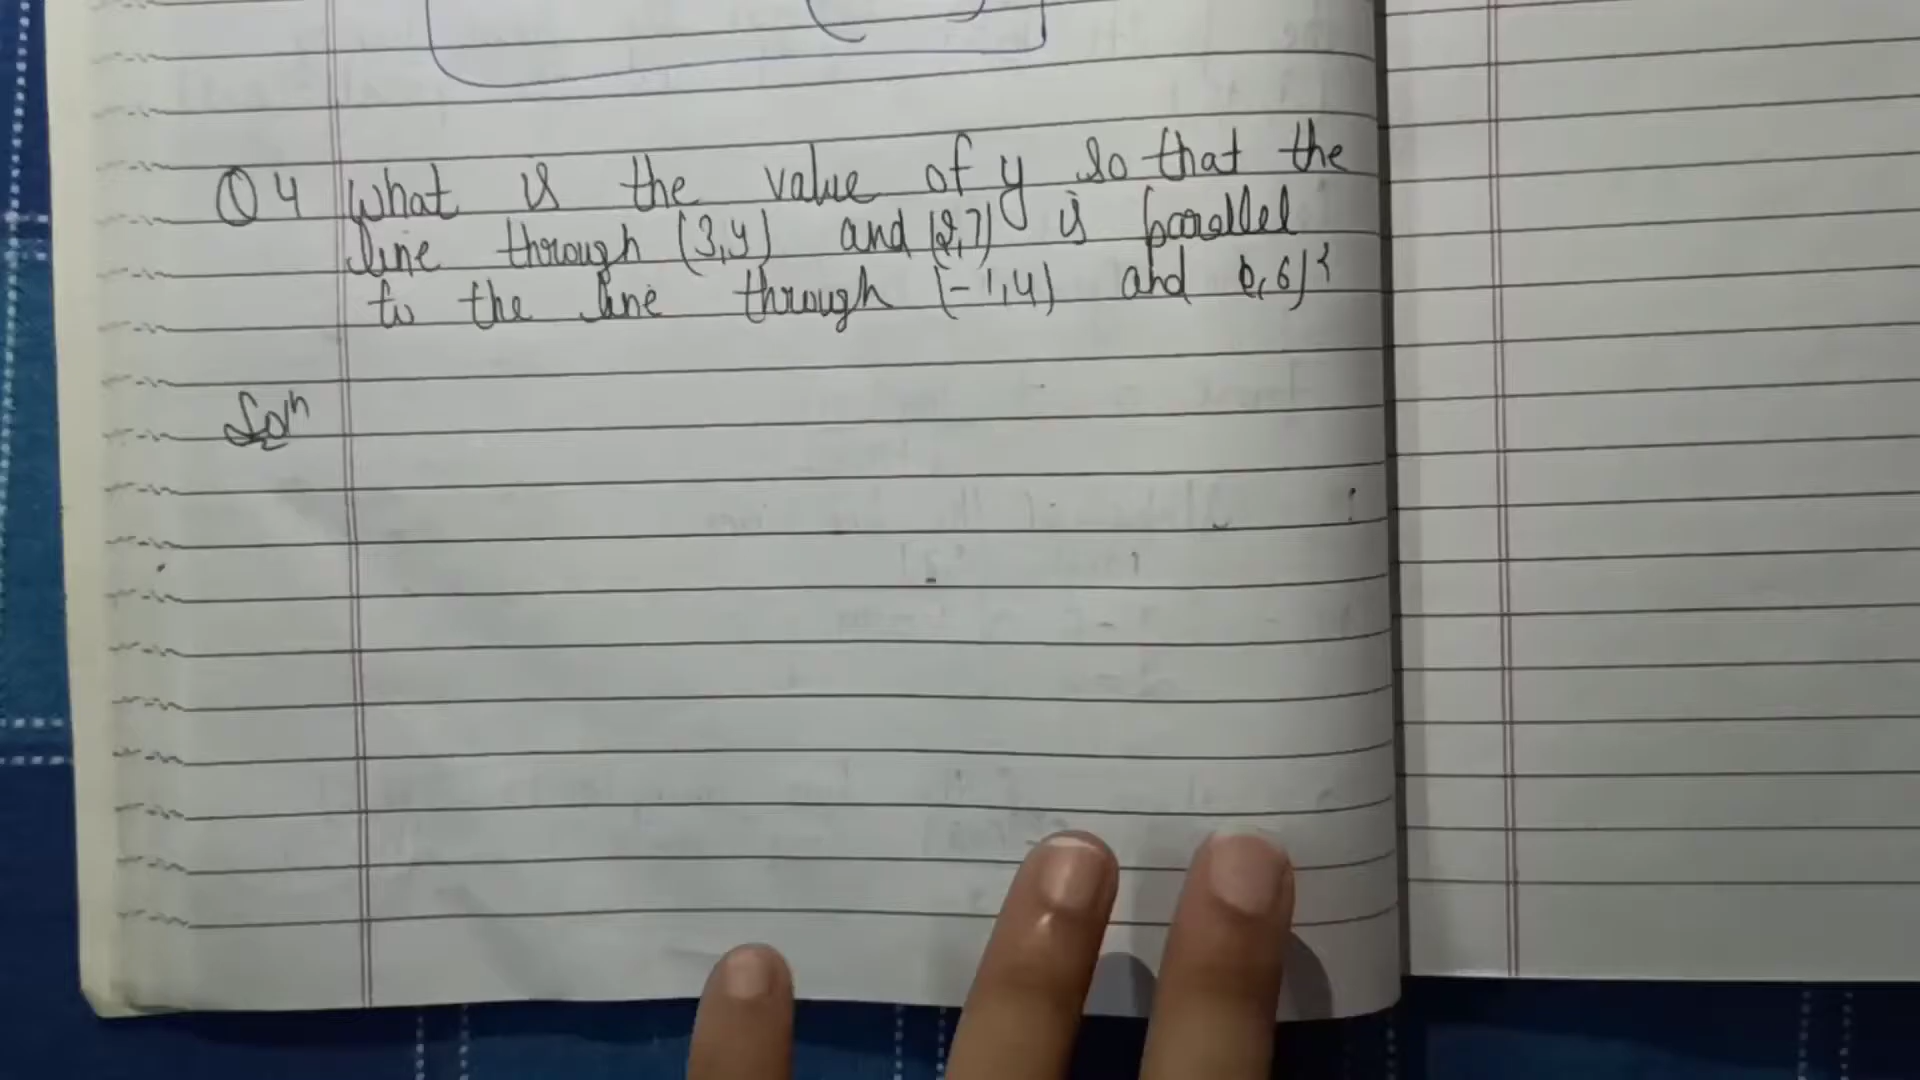 Q4 What is the value of y so that the
line through (3,y) and (2,7) is parallel
to the line through (-1,4) and 0,6)?
Soln